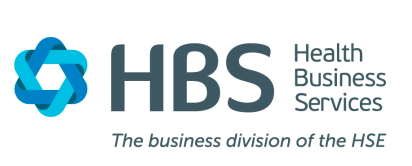 HBS
Health
Business
Services
The business division of the HSE